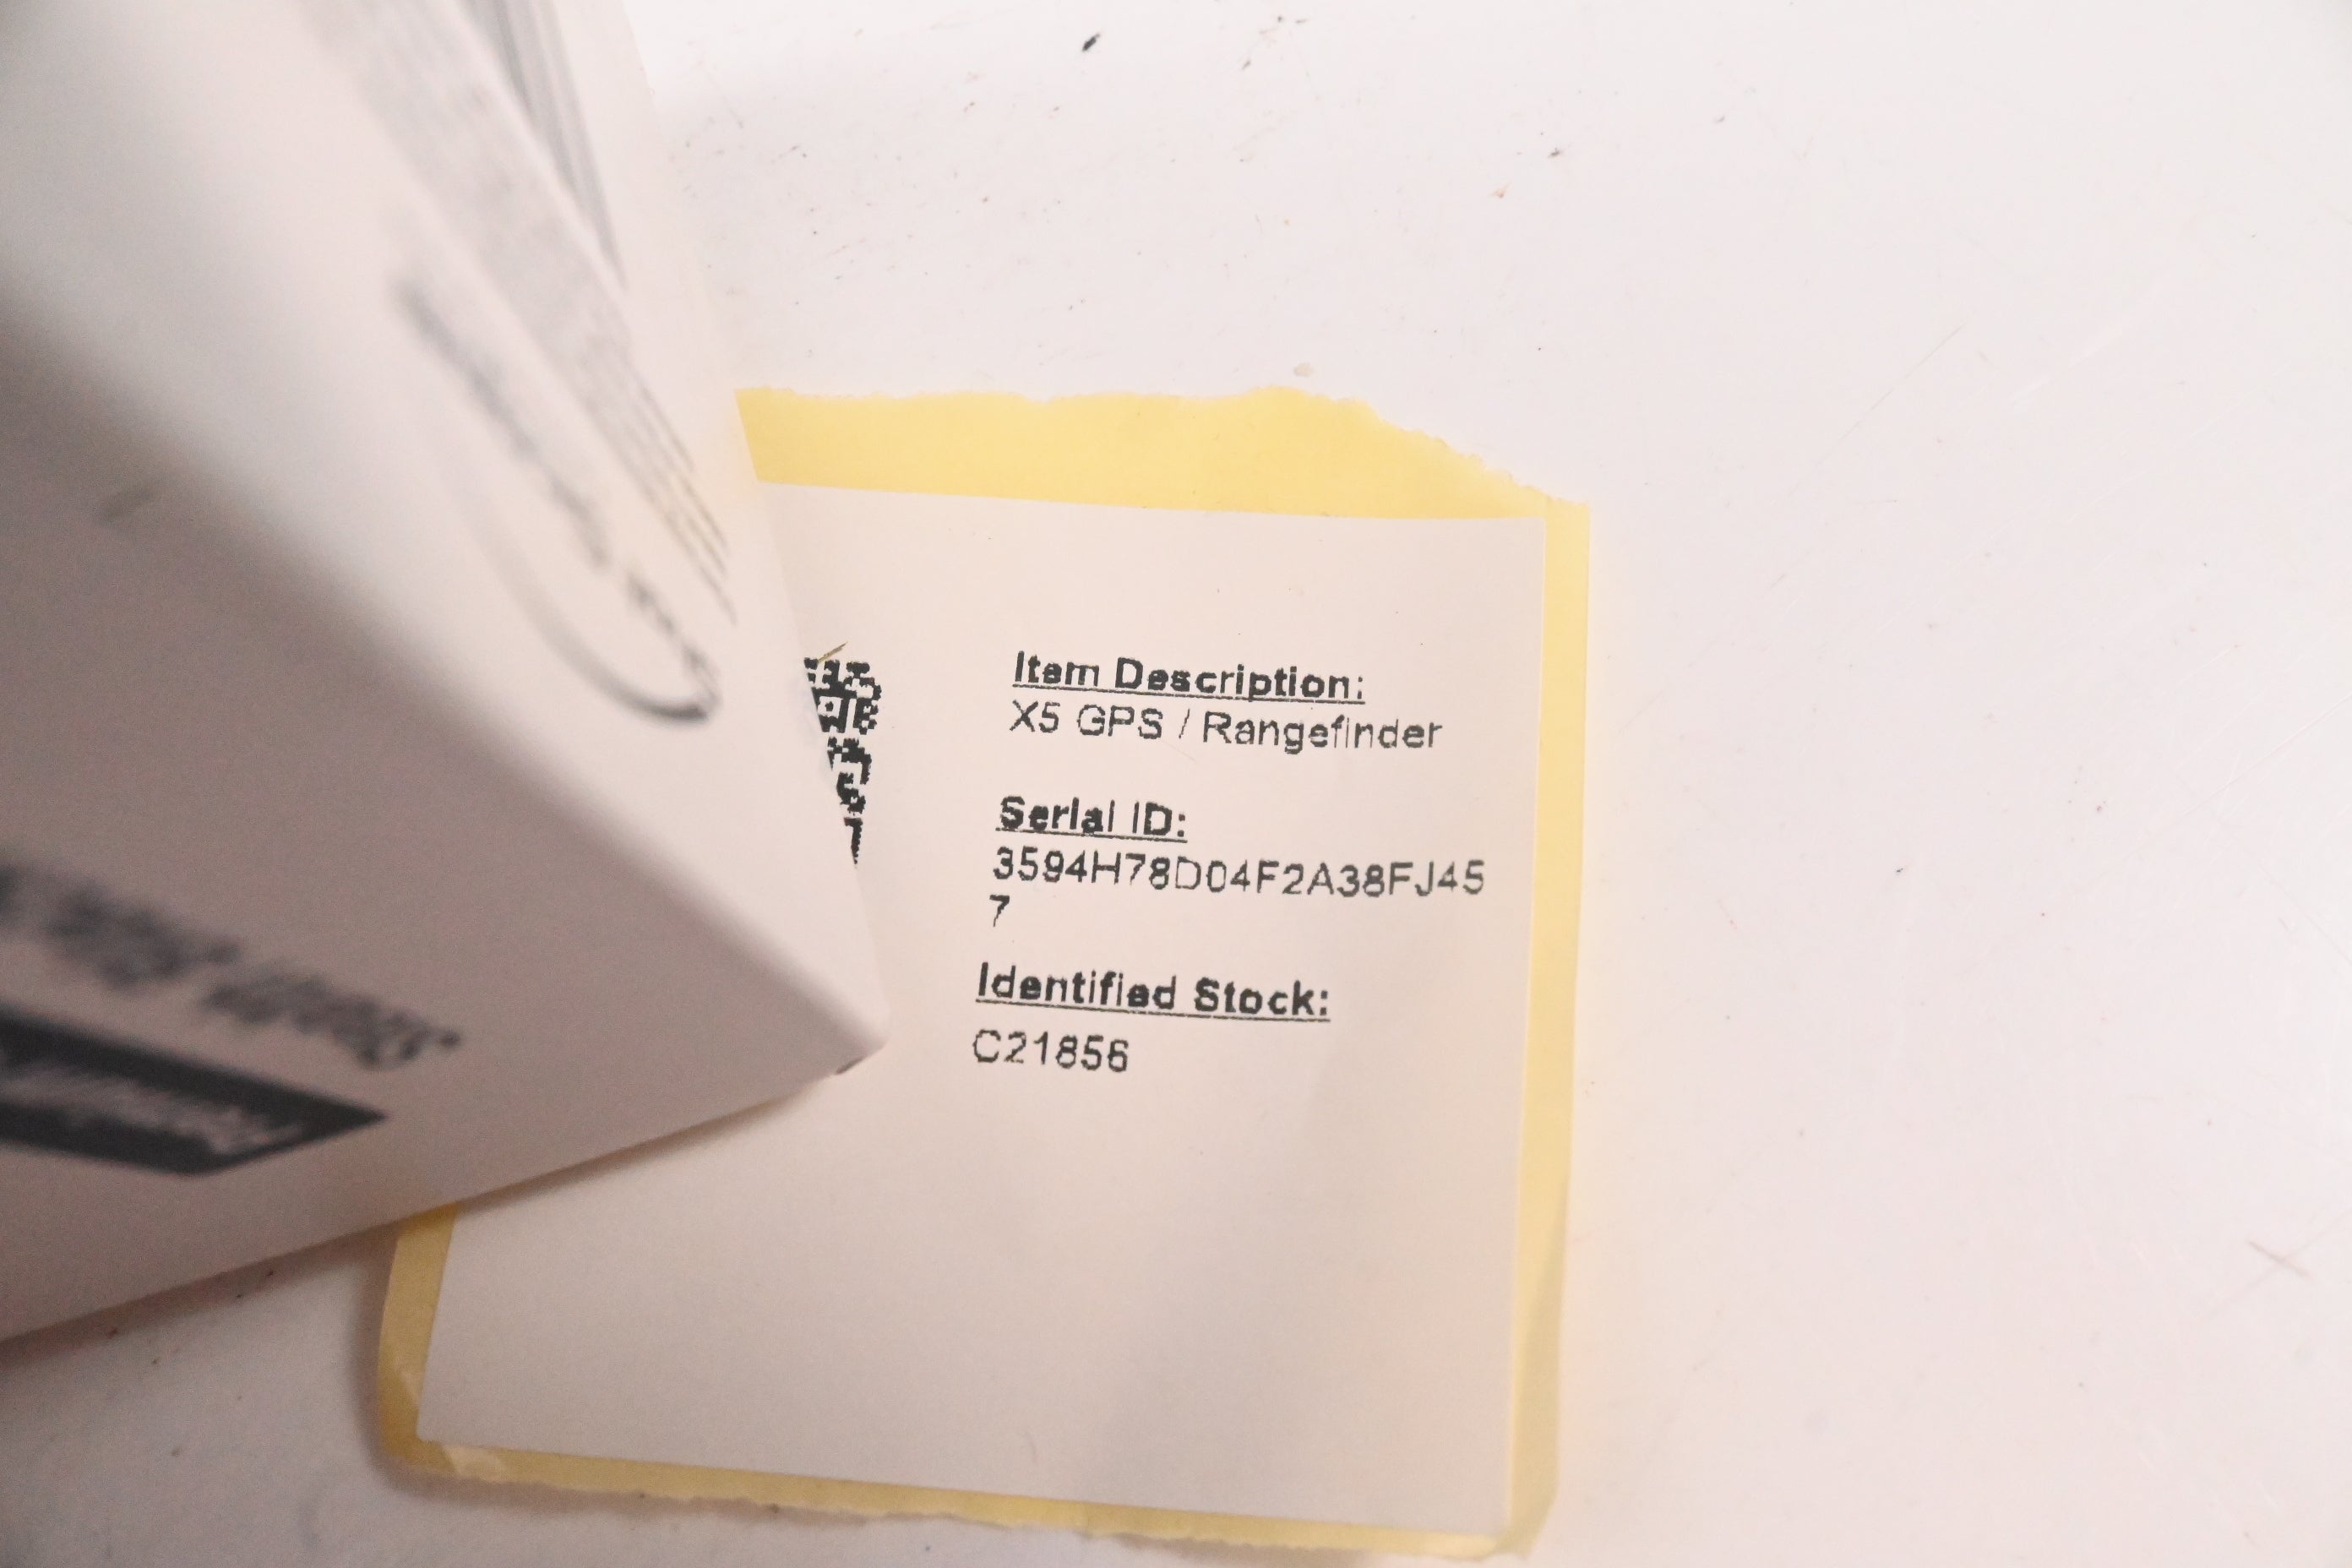 Item Description:
X5 GPS / Rangefinder
Serial ID:
3594H78D04F2A38FJ45
7
Identified Stock:
C21856